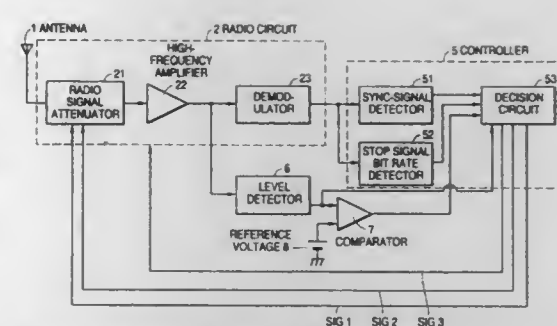 1 ANTENNA
2 RADIO CIRCUIT
HIGH-
FREQUENCY
AMPLIFIER
5 CONTROLLER
21
22
23
51
53
RADIO
SIGNAL
ATTENUATOR
DEMOD-
ULATOR
SYNC-SIGNAL
DETECTOR
DECISION
CIRCUIT
52
STOP SIGNAL
BIT RATE
DETECTOR
6
LEVEL
DETECTOR
REFERENCE
VOLTAGE 8
7
COMPARATOR
SIG 1
SIG 2
SIG 3